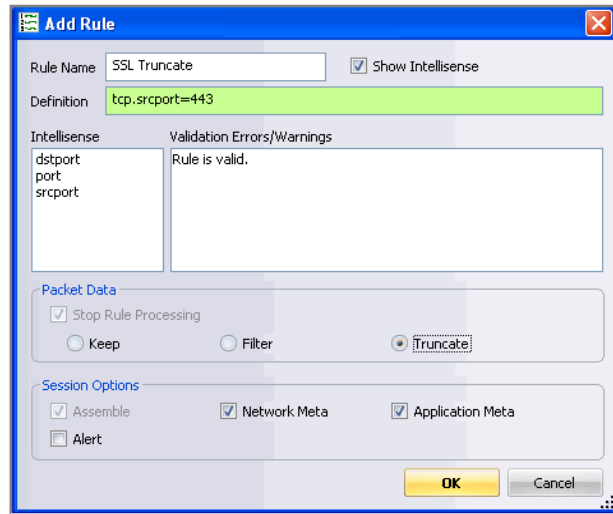 Add Rule
Rule Name SSL Truncate Show Intellisense
Definition tcp.srcport=443
Intellisense Validation Errors/Warnings
dstport Rule is valid.
port
srcport
Packet Data
Stop Rule Processing
Keep Filter Truncate
Session Options
Assemble Network Meta Application Meta
Alert
OK Cancel